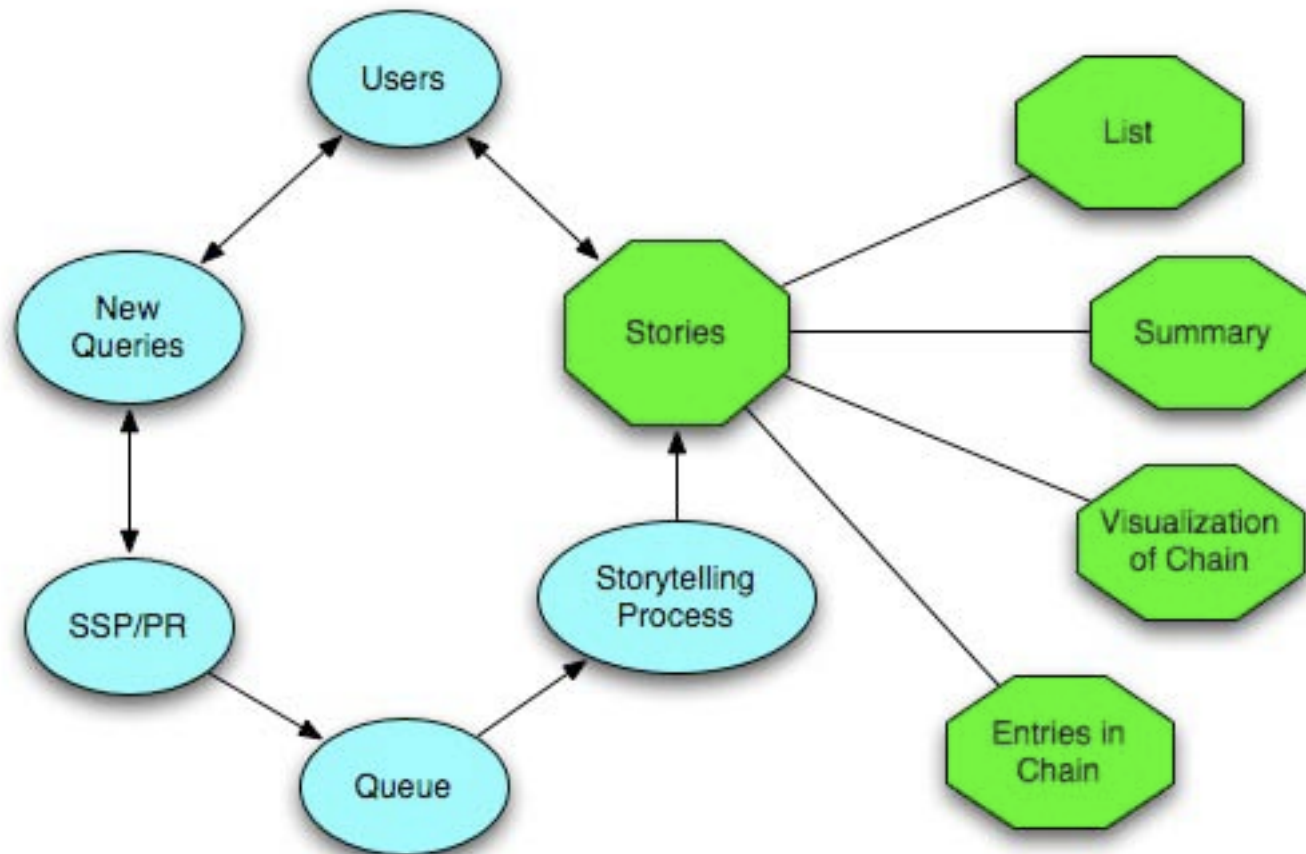 Users
List
New
Queries
Stories
Summary
Visualization
of Chain
Storytelling
Process
SSP/PR
Entries in
Chain
Queue